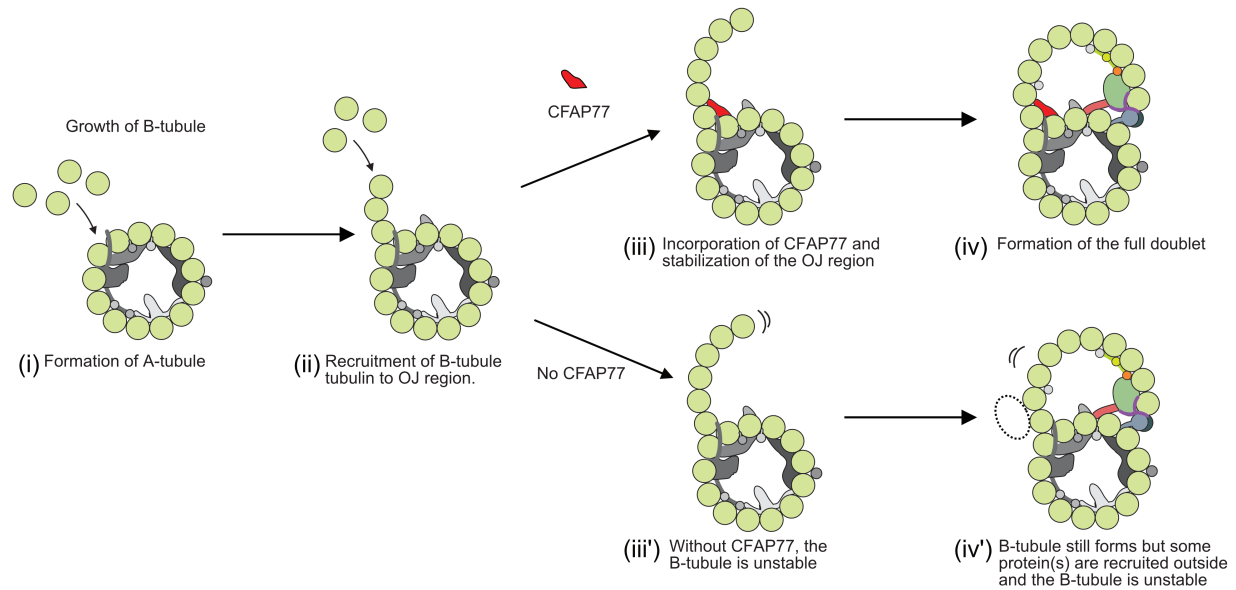 Growth of B-tubule
(i) Formation of A-tubule
(ii) Recruitment of B-tubule
tubulin to OJ region.
CFAP77
(iii) Incorporation of CFAP77 and
stabilization of the OJ region
(iv) Formation of the full doublet
No CFAP77
(iii') Without CFAP77, the
B-tubule is unstable
(iv') B-tubule still forms but some
protein(s) are recruited outside
and the B-tubule is unstable